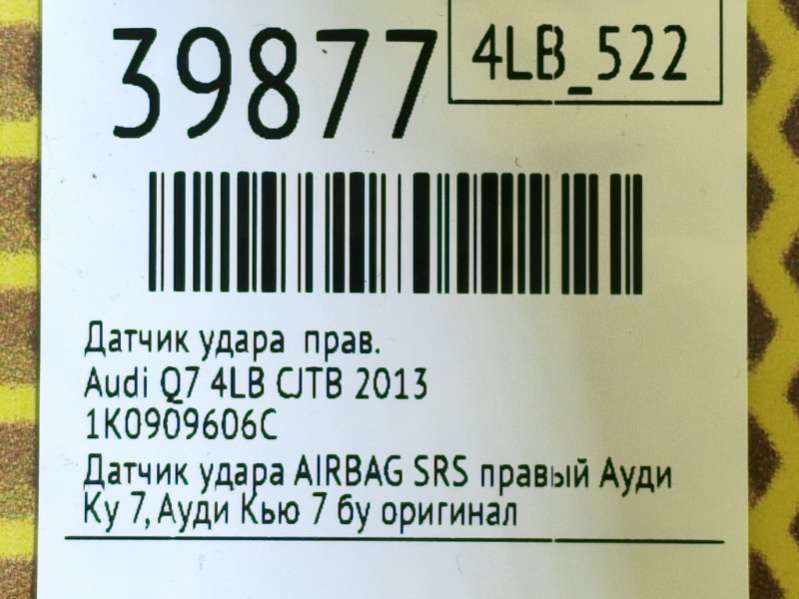 39877
4LB_522
Датчик удара прав.
Audi Q7 4LB CJTB 2013
1K0909606C
Датчик удара AIRBAG SRS правый Ауди
Ку 7, Ауди Кью 7 бу оригинал